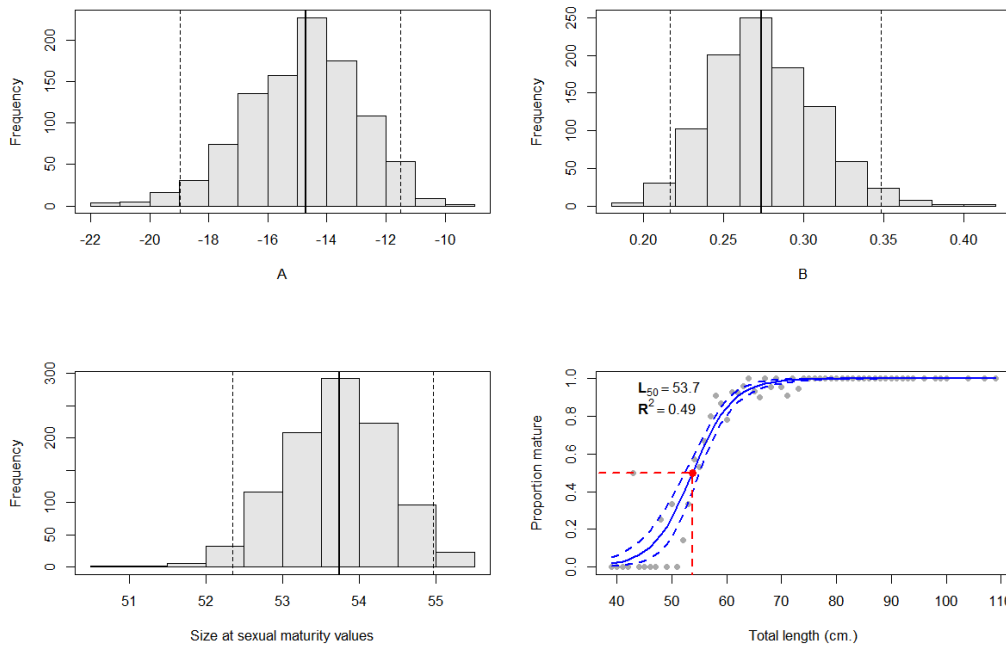 Frequency
0 50 100 150 200
-22 -20 -18 -16 -14 -12 -10
A
Frequency
0 50 100 150 200 250
0.20 0.25 0.30 0.35 0.40
B
Frequency
0 50 100 200 300
51 52 53 54 55
Size at sexual maturity values
Proportion mature
0.0 0.2 0.4 0.6 0.8 1.0
L50 = 53.7
R2 = 0.49
40 50 60 70 80 90 100 110
Total length (cm.)